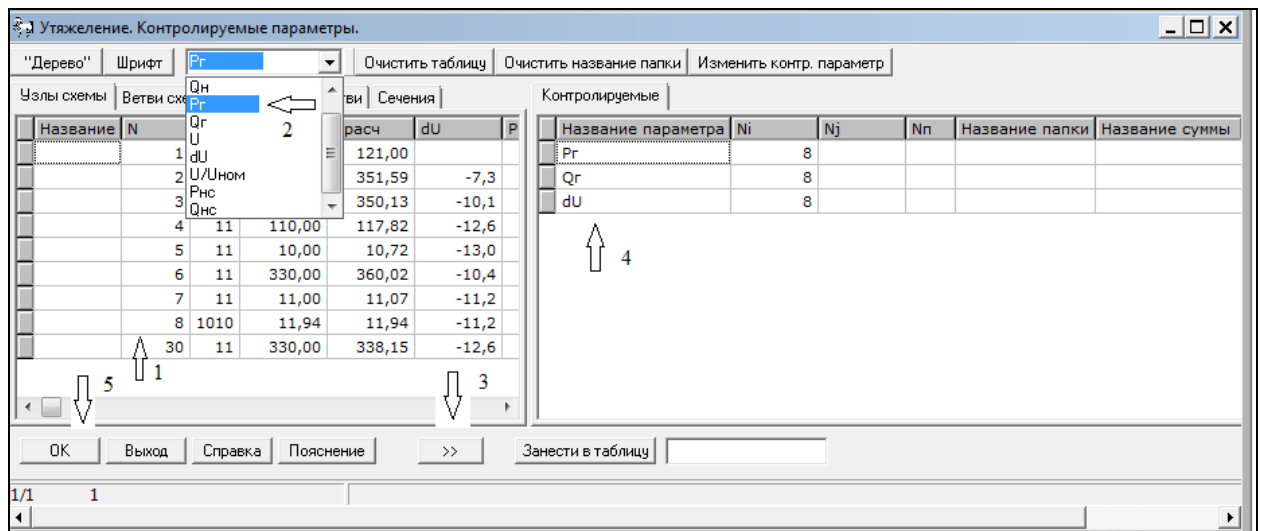 Утяжеление. Контролируемые параметры.
"Дерево" Шрифт Рг Очистить таблицу Очистить название папки Изменить контр. параметр
Узлы схемы Ветви схе тви Сечения Контролируемые
Qн
Рг
Qг
U
dU
U/Uном
Рнс
Qнс
2
Название N расч dU P
1 121,00
2 351,59 -7,3
3 350,13 -10,1
4 11 110,00 117,82 -12,6
5 11 10,00 10,72 -13,0
6 11 330,00 360,02 -10,4
7 11 11,00 11,07 -11,2
8 1010 11,94 11,94 -11,2
30 11 330,00 338,15 -12,6
Название параметра Ni Nj Nп Название папки Название суммы
Рг 8
Qг 8
dU 8
4
1
5
3
OK Выход Справка Пояснение >> Занести в таблицу
1/1 1